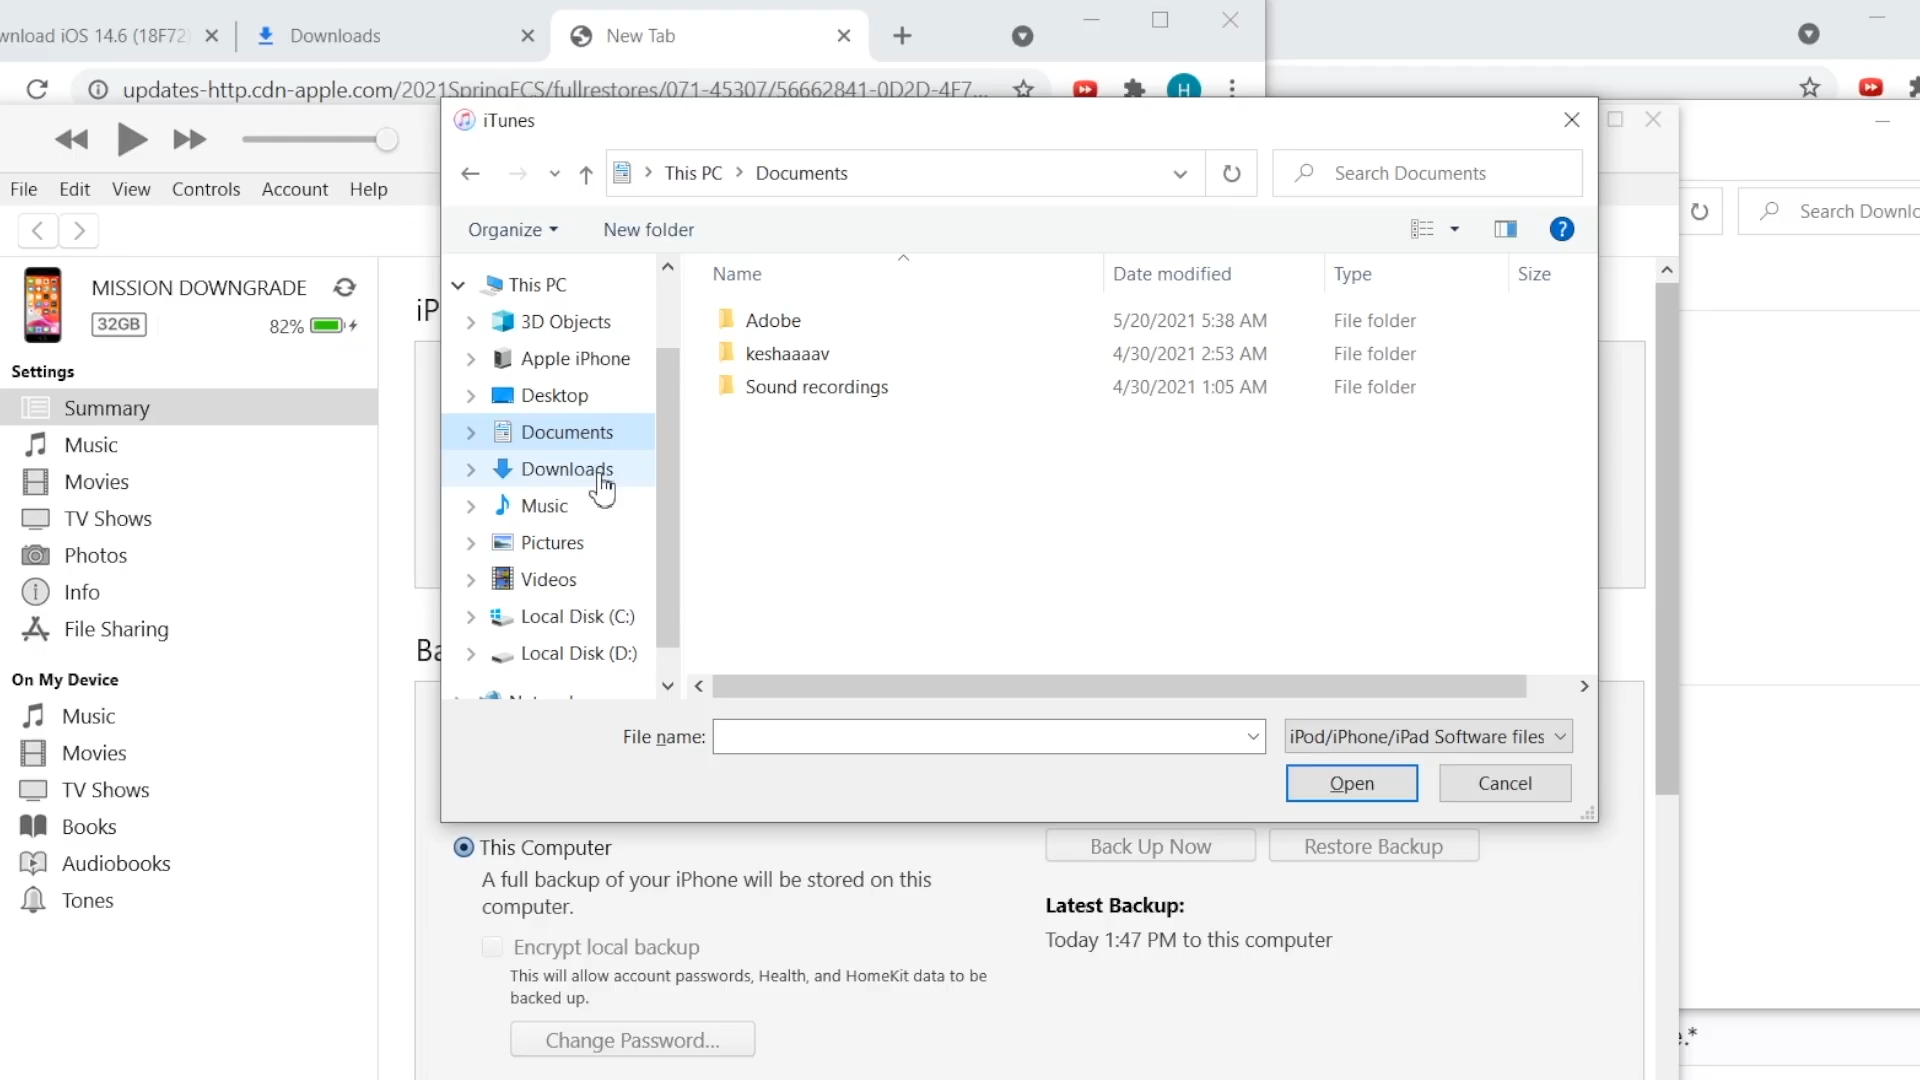 wnload iOS 14.6 (18F72)
Downloads
New Tab
updates-http.cdn-apple.com/2021SpringFCS/fullrestores/071-45307/56662841-0D2D-4F7...
H
iTunes
This PC > Documents
Search Documents
File Edit View Controls Account Help
Organize
New folder
Search Downlo
MISSION DOWNGRADE
32GB
82%
iP
Settings
Summary
Music
Movies
TV Shows
Photos
Info
File Sharing
On My Device
Music
Movies
TV Shows
Books
Audiobooks
Tones
This PC
3D Objects
Apple iPhone
Desktop
Documents
Downloads
Music
Pictures
Videos
Local Disk (C:)
Local Disk (D:)
Name Date modified Type Size
Adobe 5/20/2021 5:38 AM File folder
keshaaaav 4/30/2021 2:53 AM File folder
Sound recordings 4/30/2021 1:05 AM File folder
File name:
iPod/iPhone/iPad Software files
Open
Cancel
Ba
This Computer
A full backup of your iPhone will be stored on this
computer.
Encrypt local backup
This will allow account passwords, Health, and HomeKit data to be
backed up.
Change Password...
Back Up Now
Restore Backup
Latest Backup:
Today 1:47 PM to this computer